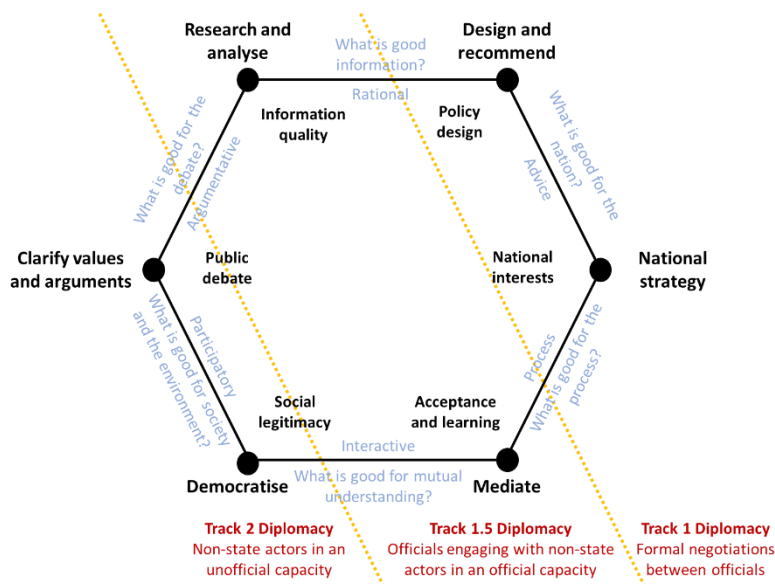 Research and
analyse
What is good
information?
Design and
recommend
Rational
Information
quality
Policy
design
What is good for the
debate?
Argumentative
What is good for the
nation?
Advice
Clarify values
and arguments
Public
debate
National
interests
National
strategy
Participatory
What is good for society
and the environment?
Process
What is good for the
process?
Social
legitimacy
Acceptance
and learning
Interactive
Democratise
What is good for mutual
understanding?
Mediate
Track 2 Diplomacy
Non-state actors in an
unofficial capacity
Track 1.5 Diplomacy
Officials engaging with non-state
actors in an official capacity
Track 1 Diplomacy
Formal negotiations
between officials